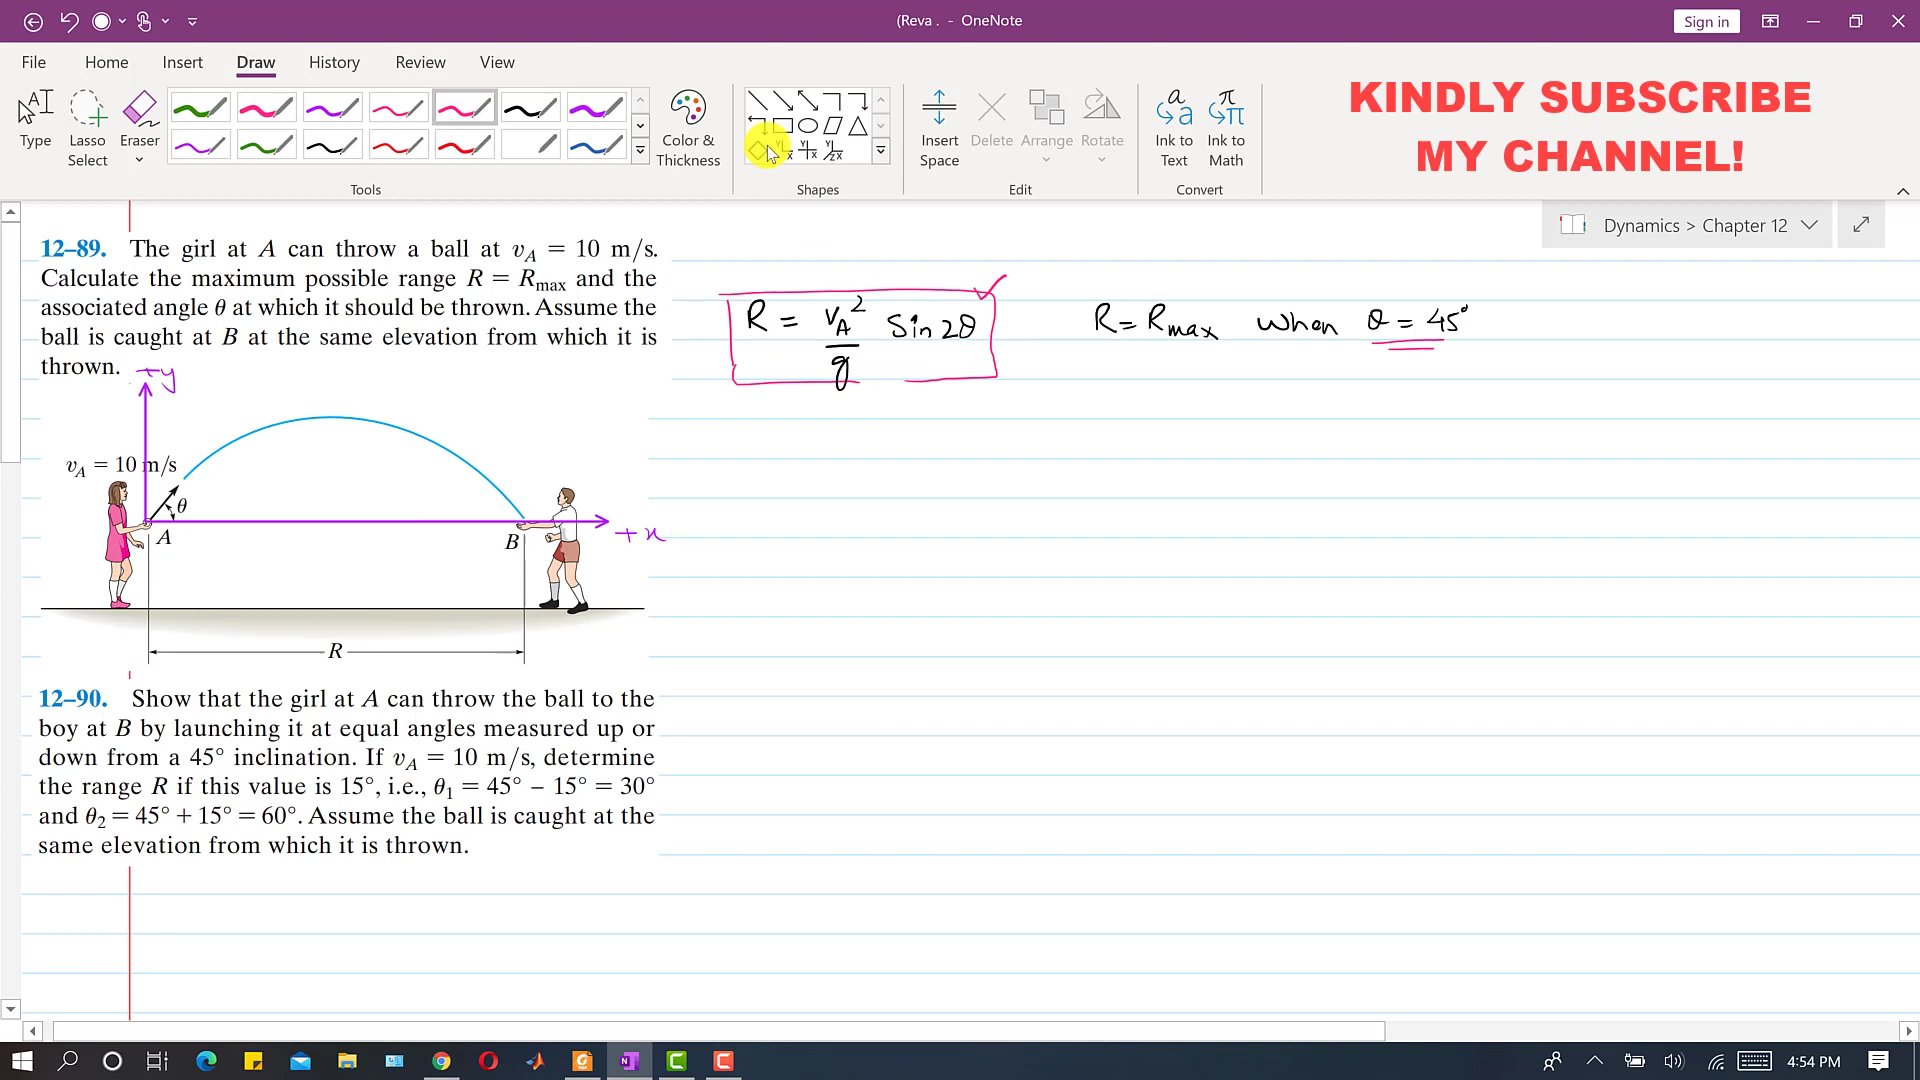 (Reva . - OneNote
Sign in
File Home Insert Draw History Review View
Type
Lasso Select
Eraser
Color & Thickness
Insert Space
Delete
Arrange
Rotate
Ink to Text
Ink to Math
Tools
Shapes
Edit
Convert
KINDLY SUBSCRIBE
MY CHANNEL!
Dynamics > Chapter 12
12–89. The girl at A can throw a ball at v_A = 10 m/s.
Calculate the maximum possible range R = R_max and the
associated angle θ at which it should be thrown. Assume the
ball is caught at B at the same elevation from which it is
thrown.
+y
v_A = 10 m/s
θ
A
B
+x
R
R = v_A² / g sin 2θ
R = R_max when θ = 45°
12–90. Show that the girl at A can throw the ball to the
boy at B by launching it at equal angles measured up or
down from a 45° inclination. If v_A = 10 m/s, determine
the range R if this value is 15°, i.e., θ₁ = 45° − 15° = 30°
and θ₂ = 45° + 15° = 60°. Assume the ball is caught at the
same elevation from which it is thrown.
4:54 PM